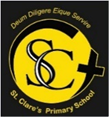 Deum Diligere Eique Servire
SC
St. Clare's Primary School